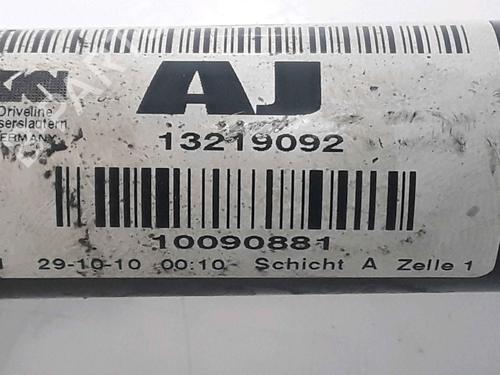 AJ
Driveline
GERMANY
13219092
10090881
29-10-10 00:10 Schicht A Zelle 1